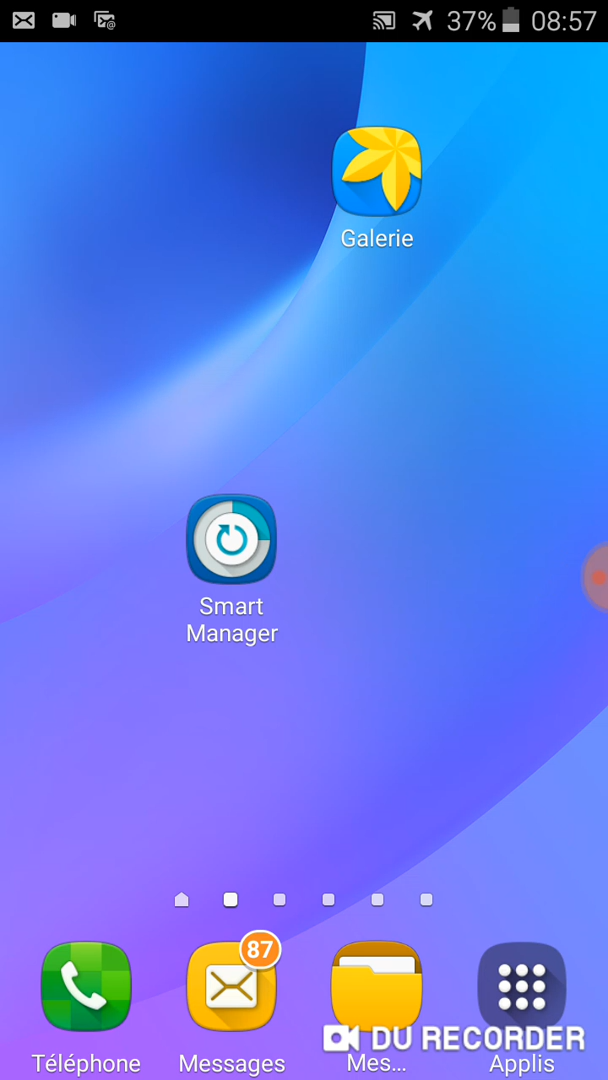 37% 08:57
Galerie
Smart
Manager
87
DU RECORDER
Téléphone Messages Mes... Applis